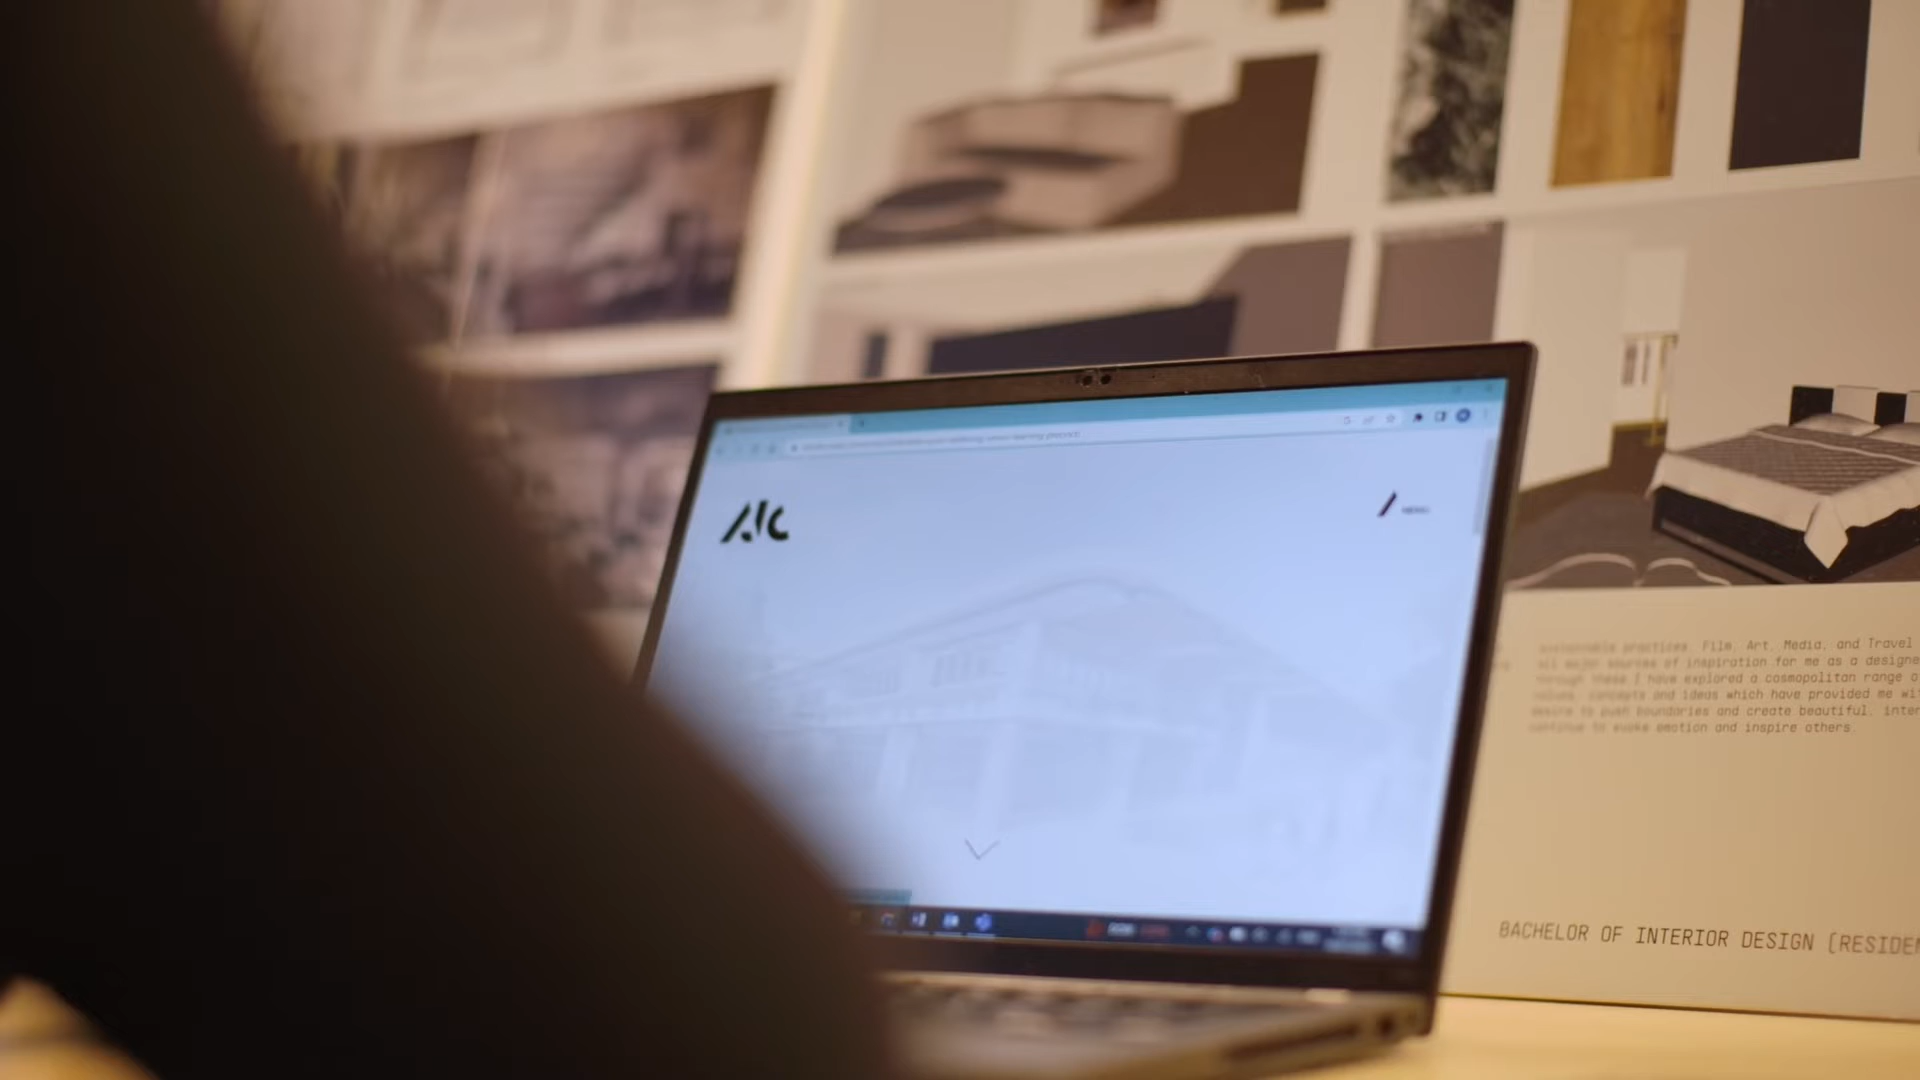 AIC
MENU
sustainable practices. Film, Art, Media, and Travel
all major sources of inspiration for me as a designe
through these I have explored a cosmopolitan range o
values, concepts and ideas which have provided me wi
desire to push boundaries and create beautiful, inter
continue to evoke emotion and inspire others.
BACHELOR OF INTERIOR DESIGN (RESIDEN